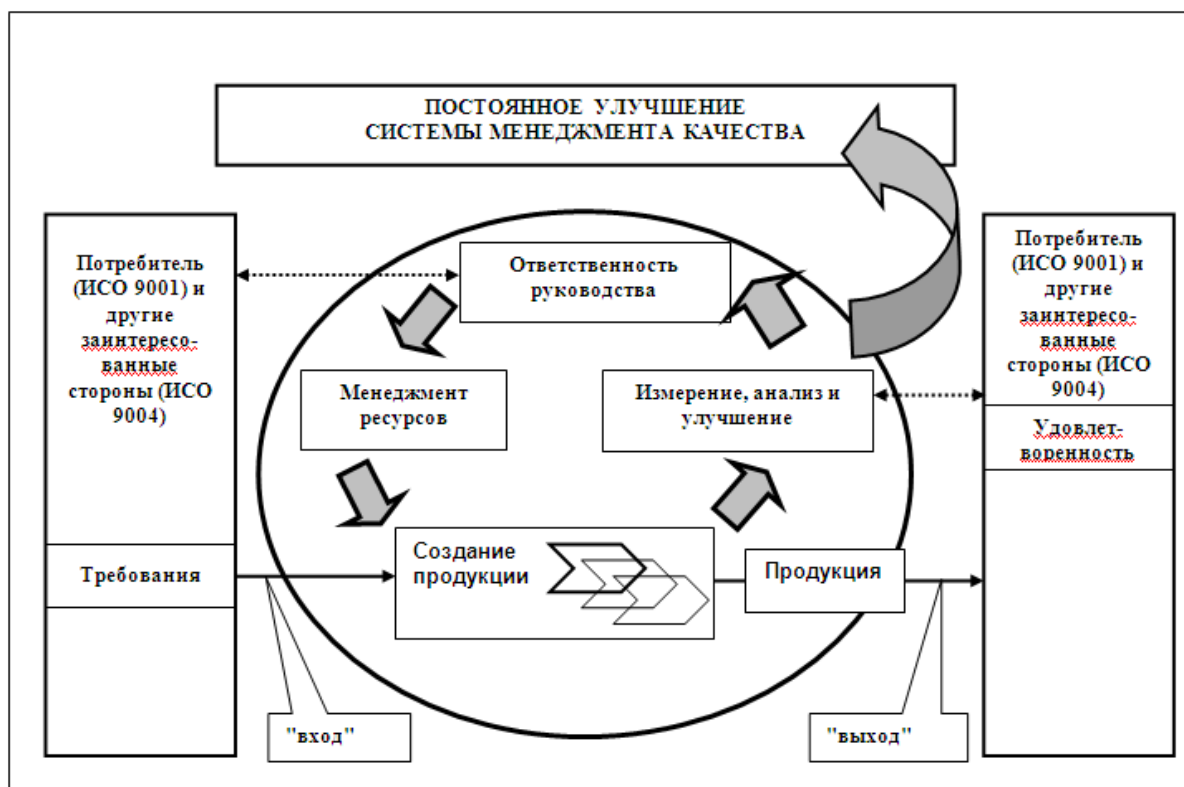 ПОСТОЯННОЕ УЛУЧШЕНИЕ
СИСТЕМЫ МЕНЕДЖМЕНТА КАЧЕСТВА
Потребитель
(ИСО 9001) и
другие
заинтересо-
ванные
стороны (ИСО
9004)
Требования
Ответственность
руководства
Менеджмент
ресурсов
Измерение, анализ и
улучшение
Создание
продукции
Продукция
"вход"
"выход"
Потребитель
(ИСО 9001) и
другие
заинтересо-
ванные
стороны (ИСО
9004)
Удовлет-
воренность